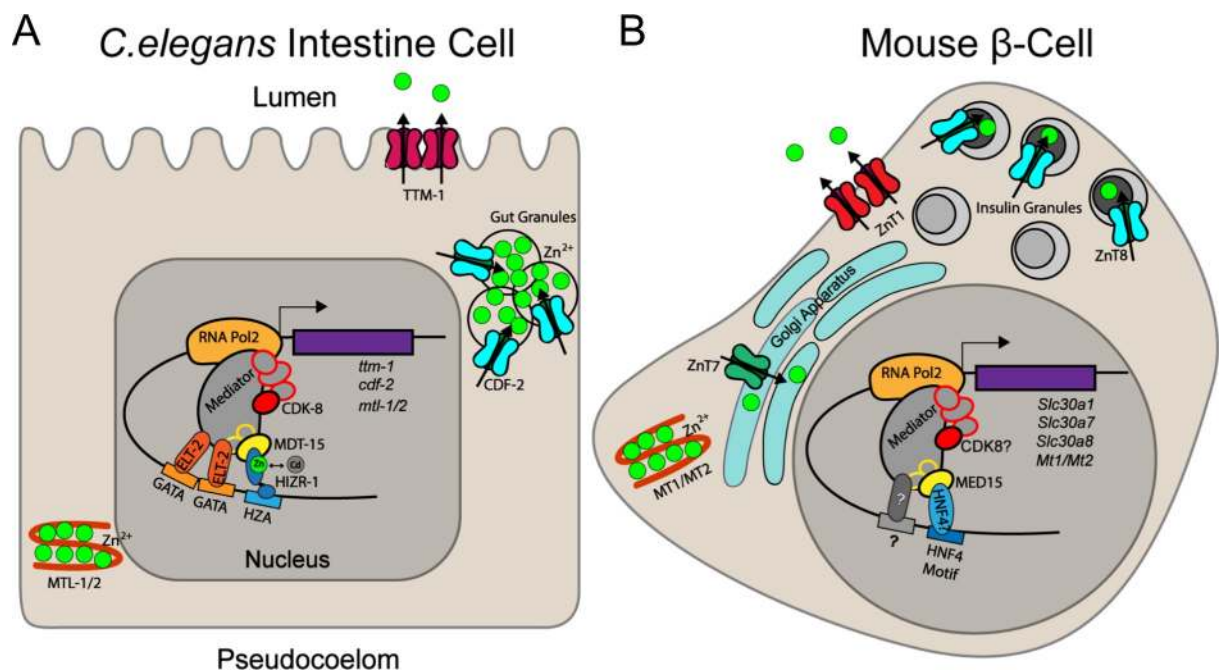 A
C.elegans Intestine Cell
Lumen
TTM-1
Gut Granules
Zn2+
CDF-2
RNA Pol2
Mediator
ttm-1
cdf-2
mtl-1/2
CDK-8
MDT-15
ELT-2
ELT-2
Zn
Cd
HIZR-1
GATA
GATA
HZA
Nucleus
Zn2+
MTL-1/2
Pseudocoelom
B
Mouse β-Cell
ZnT1
Insulin Granules
ZnT8
Golgi Apparatus
ZnT7
Zn2+
MT1/MT2
RNA Pol2
Mediator
Slc30a1
Slc30a7
Slc30a8
Mt1/Mt2
CDK8?
MED15
?
HNF4?
?
HNF4
Motif